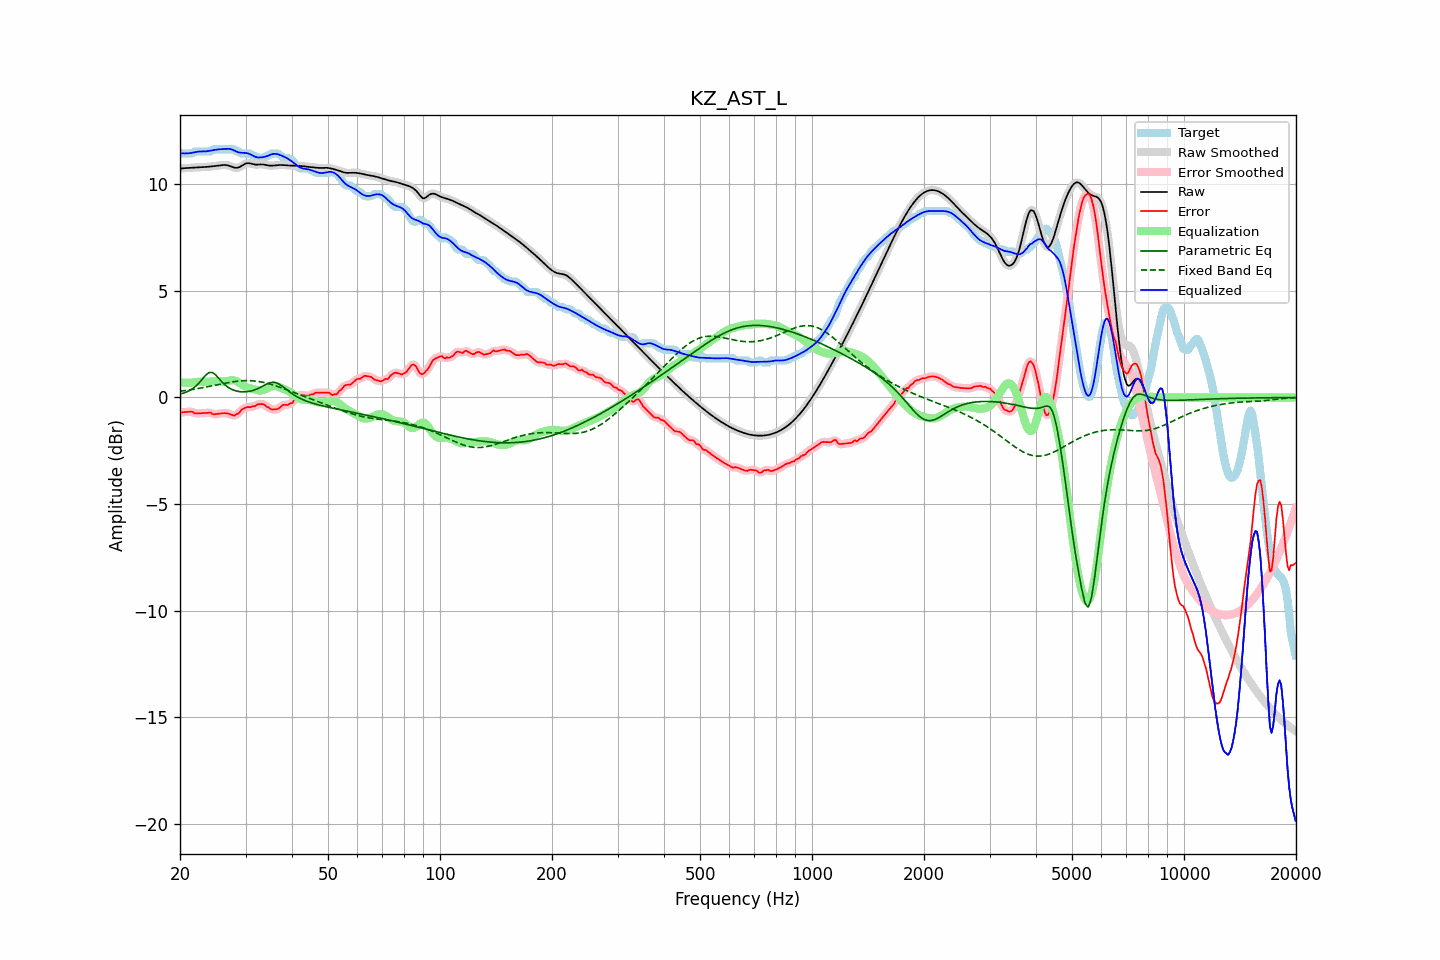 KZ_AST_L
Target
Raw Smoothed
Error Smoothed
Raw
Error
Equalization
Parametric Eq
Fixed Band Eq
Equalized
10
5
0
−5
−10
−15
−20
Amplitude (dBr)
20 50 100 200 500 1000 2000 5000 10000 20000
Frequency (Hz)